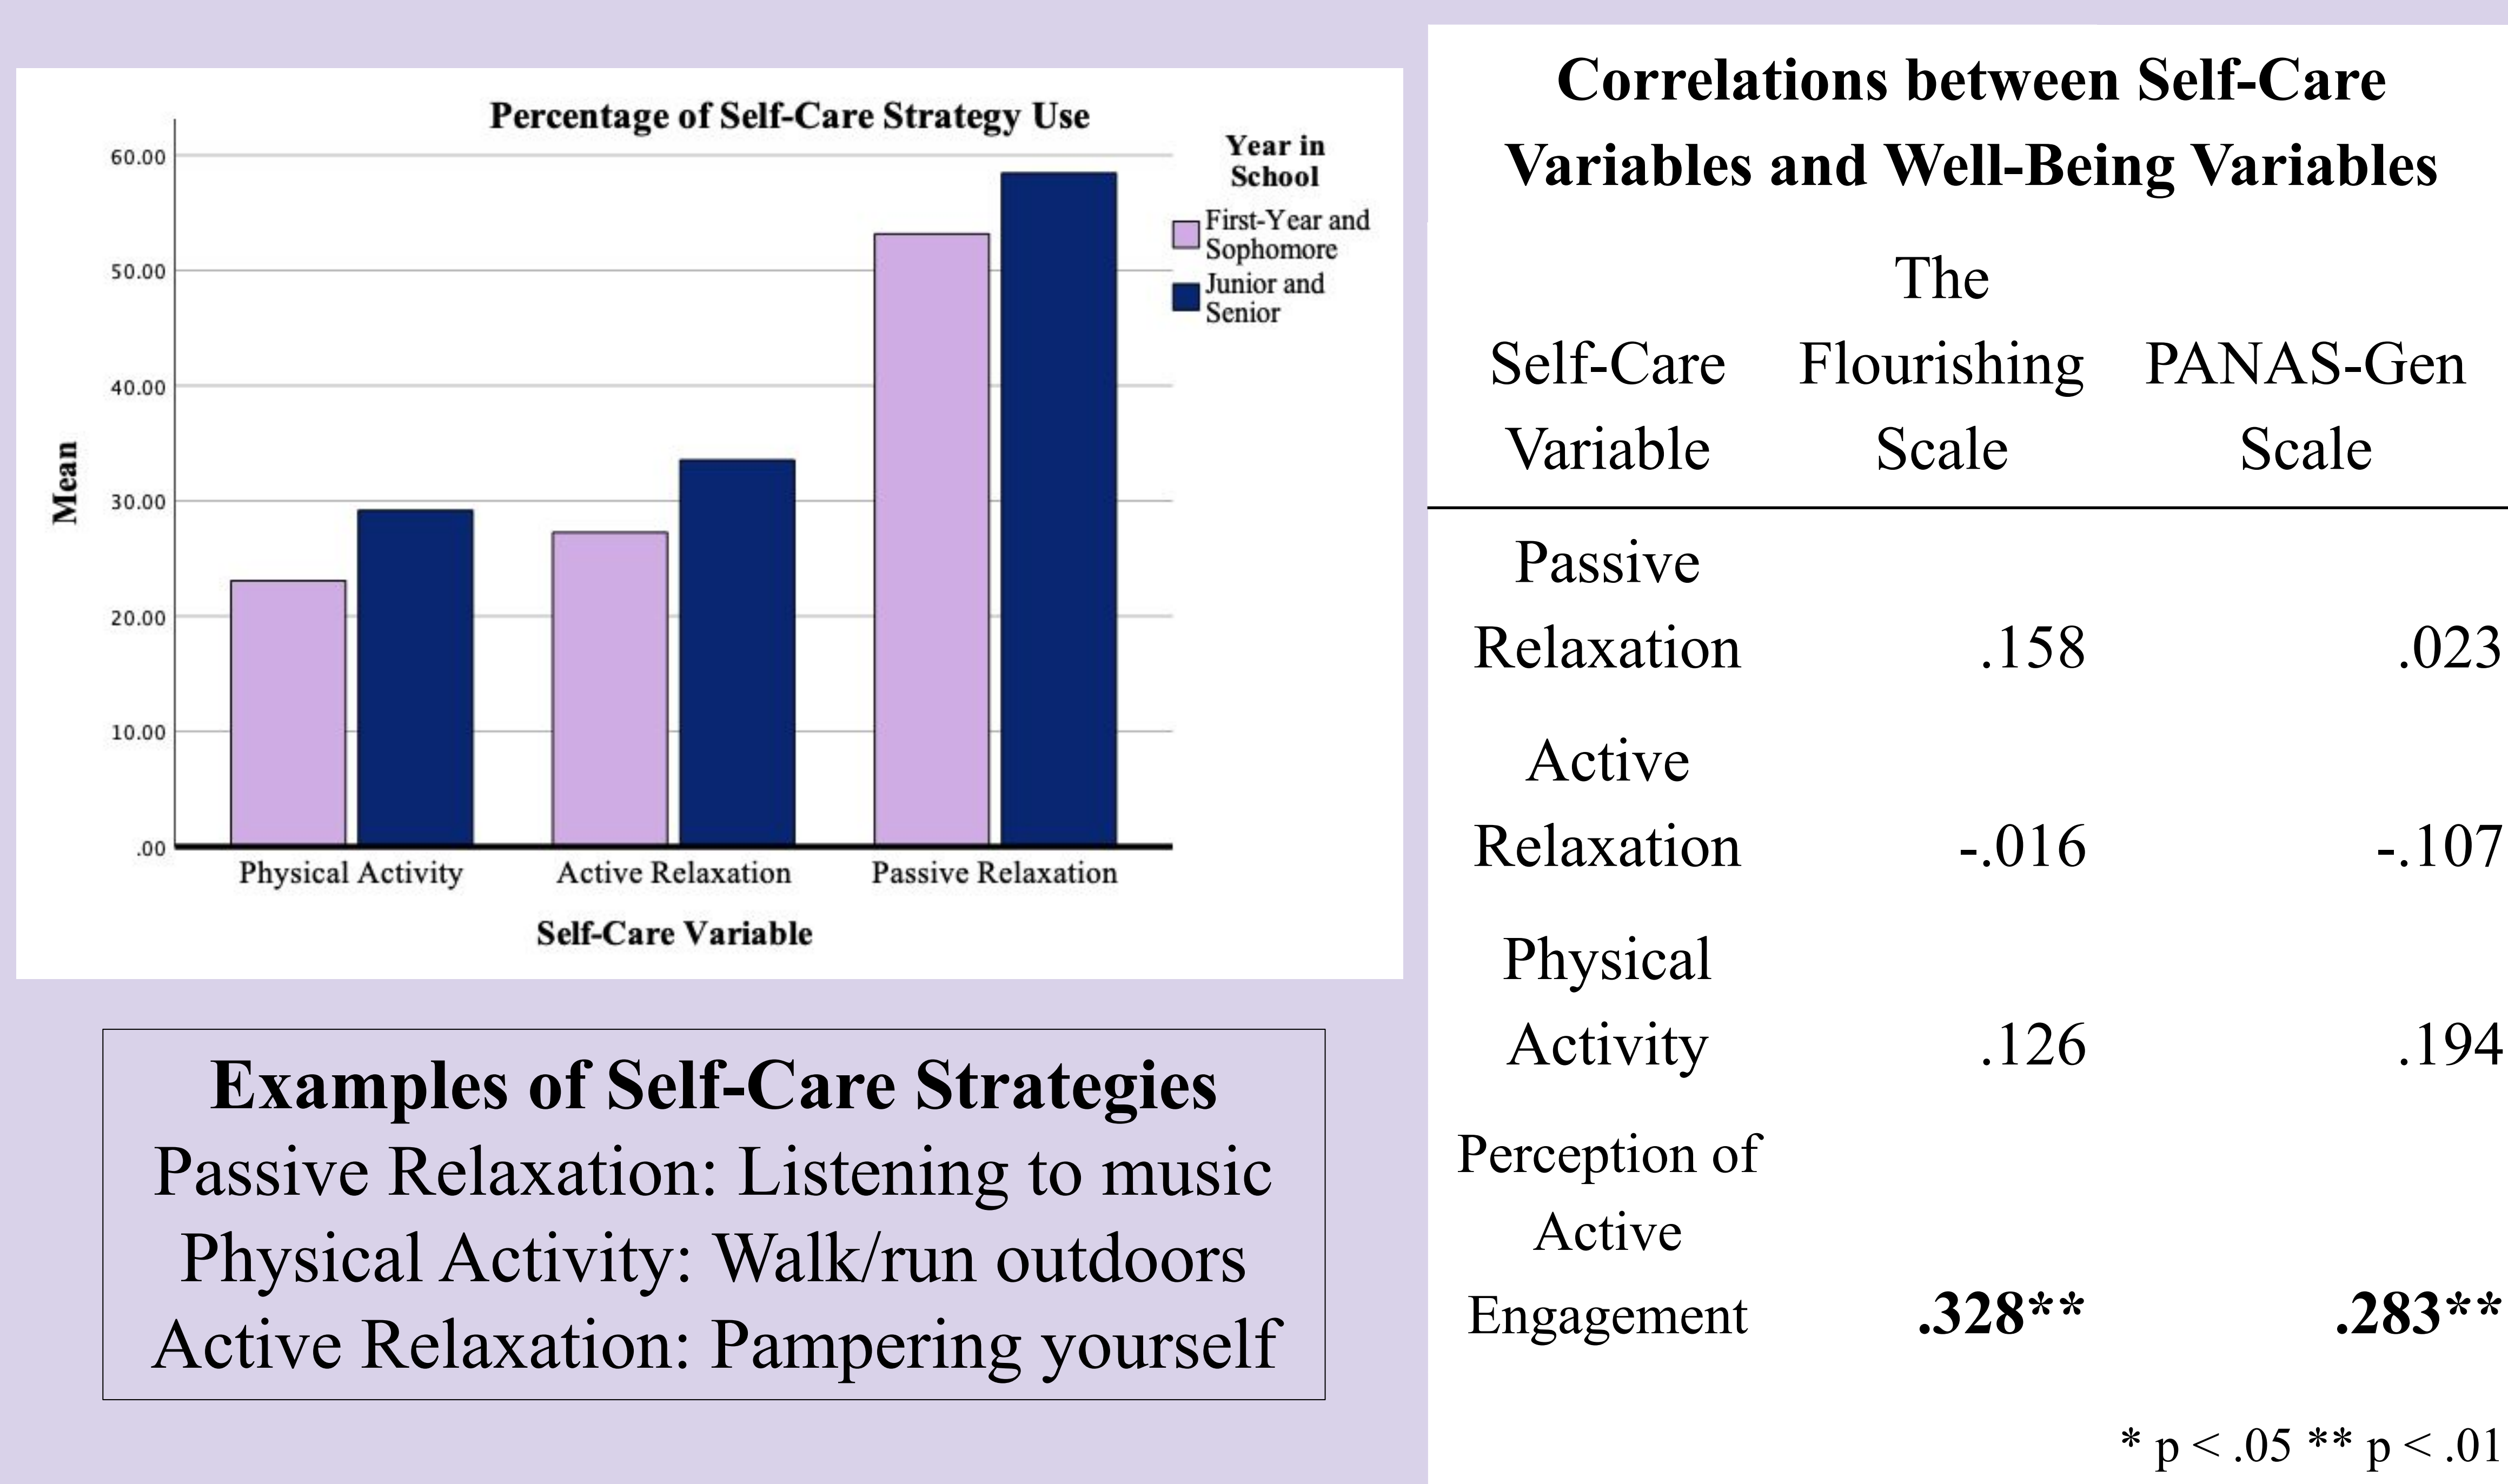 Percentage of Self-Care Strategy Use
Year in
School
First-Year and
Sophomore
Junior and
Senior
Mean
60.00
50.00
40.00
30.00
20.00
10.00
.00
Physical Activity Active Relaxation Passive Relaxation
Self-Care Variable
Examples of Self-Care Strategies
Passive Relaxation: Listening to music
Physical Activity: Walk/run outdoors
Active Relaxation: Pampering yourself
Correlations between Self-Care
Variables and Well-Being Variables
The
Self-Care Flourishing PANAS-Gen
Variable Scale Scale
Passive
Relaxation .158 .023
Active
Relaxation -.016 -.107
Physical
Activity .126 .194
Perception of
Active
Engagement .328** .283**
* p < .05 ** p < .01